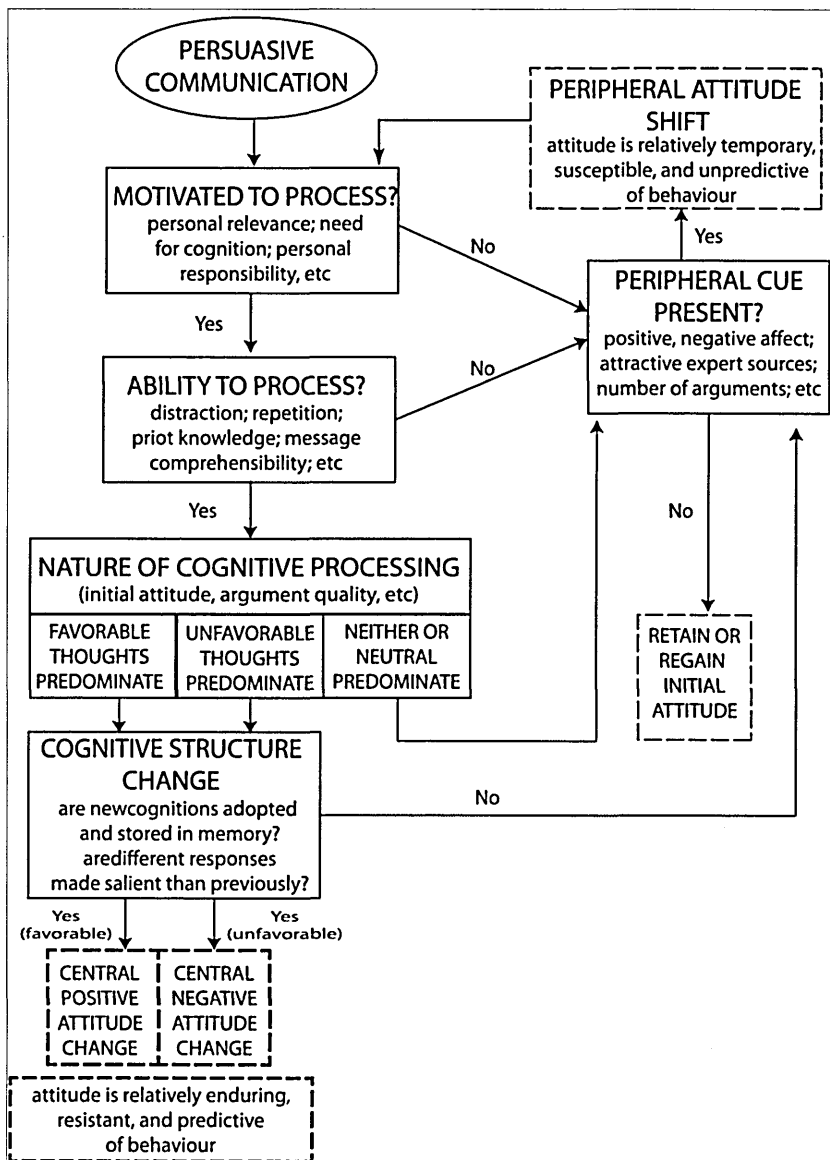 PERSUASIVE
COMMUNICATION
PERIPHERAL ATTITUDE
SHIFT
attitude is relatively temporary,
susceptible, and unpredictive
of behaviour
MOTIVATED TO PROCESS?
personal relevance; need
for cognition; personal
responsibility, etc
No
Yes
PERIPHERAL CUE
PRESENT?
positive, negative affect;
attractive expert sources;
number of arguments; etc
Yes
No
ABILITY TO PROCESS?
distraction; repetition;
priot knowledge; message
comprehensibility; etc
Yes
No
NATURE OF COGNITIVE PROCESSING
(initial attitude, argument quality, etc)
FAVORABLE
THOUGHTS
PREDOMINATE
UNFAVORABLE
THOUGHTS
PREDOMINATE
NEITHER OR
NEUTRAL
PREDOMINATE
RETAIN OR
REGAIN
INITIAL
ATTITUDE
COGNITIVE STRUCTURE
CHANGE
are newcognitions adopted
and stored in memory?
aredifferent responses
made salient than previously?
No
Yes
(favorable)
Yes
(unfavorable)
CENTRAL
POSITIVE
ATTITUDE
CHANGE
CENTRAL
NEGATIVE
ATTITUDE
CHANGE
attitude is relatively enduring,
resistant, and predictive
of behaviour